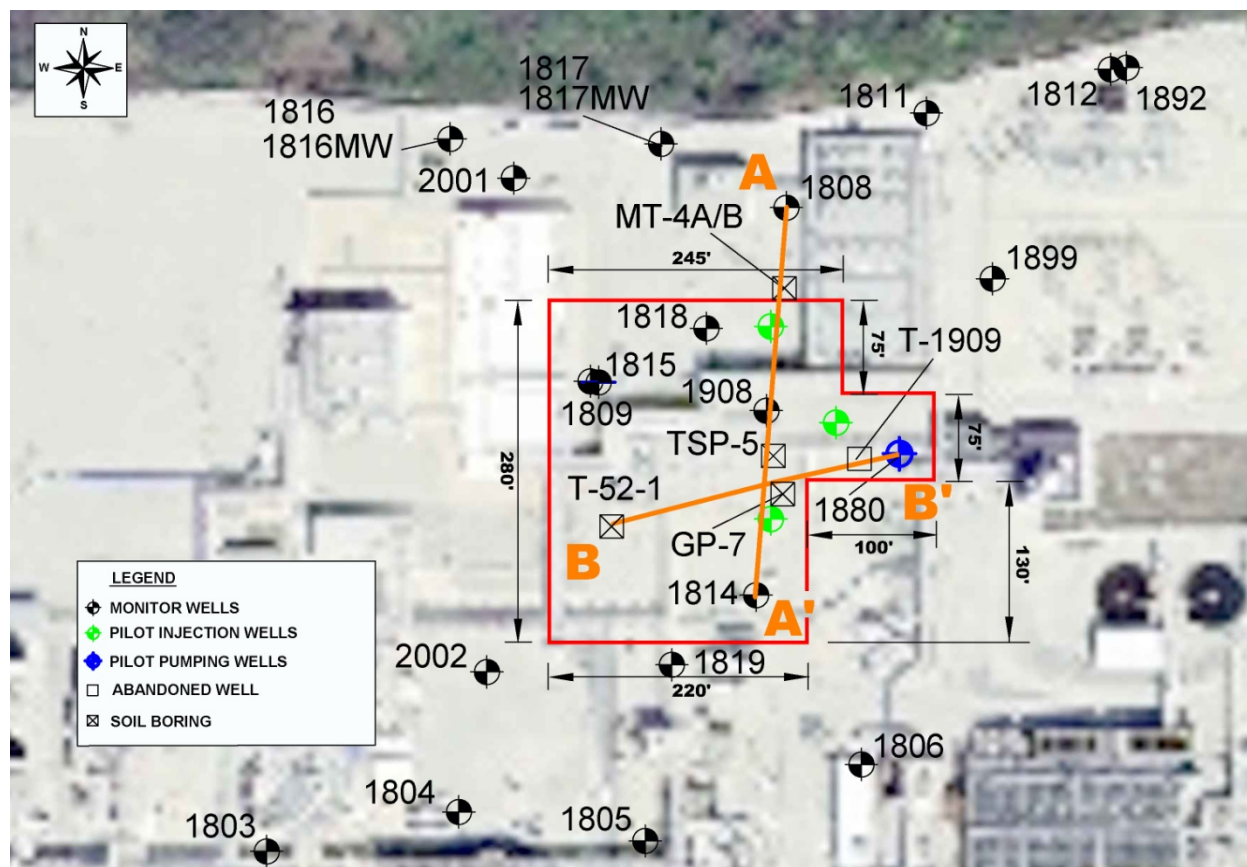 N
W E
S
1817
1817MW
1816
1816MW
2001
1811
1812
1892
A
1808
MT-4A/B
245'
1899
1818
75'
T-1909
1815
1809
1908
TSP-5
75'
280'
T-52-1
B
GP-7
1880
B'
100'
130'
1814
A'
2002
1819
220'
1806
1804
1803
1805
LEGEND
MONITOR WELLS
PILOT INJECTION WELLS
PILOT PUMPING WELLS
ABANDONED WELL
SOIL BORING